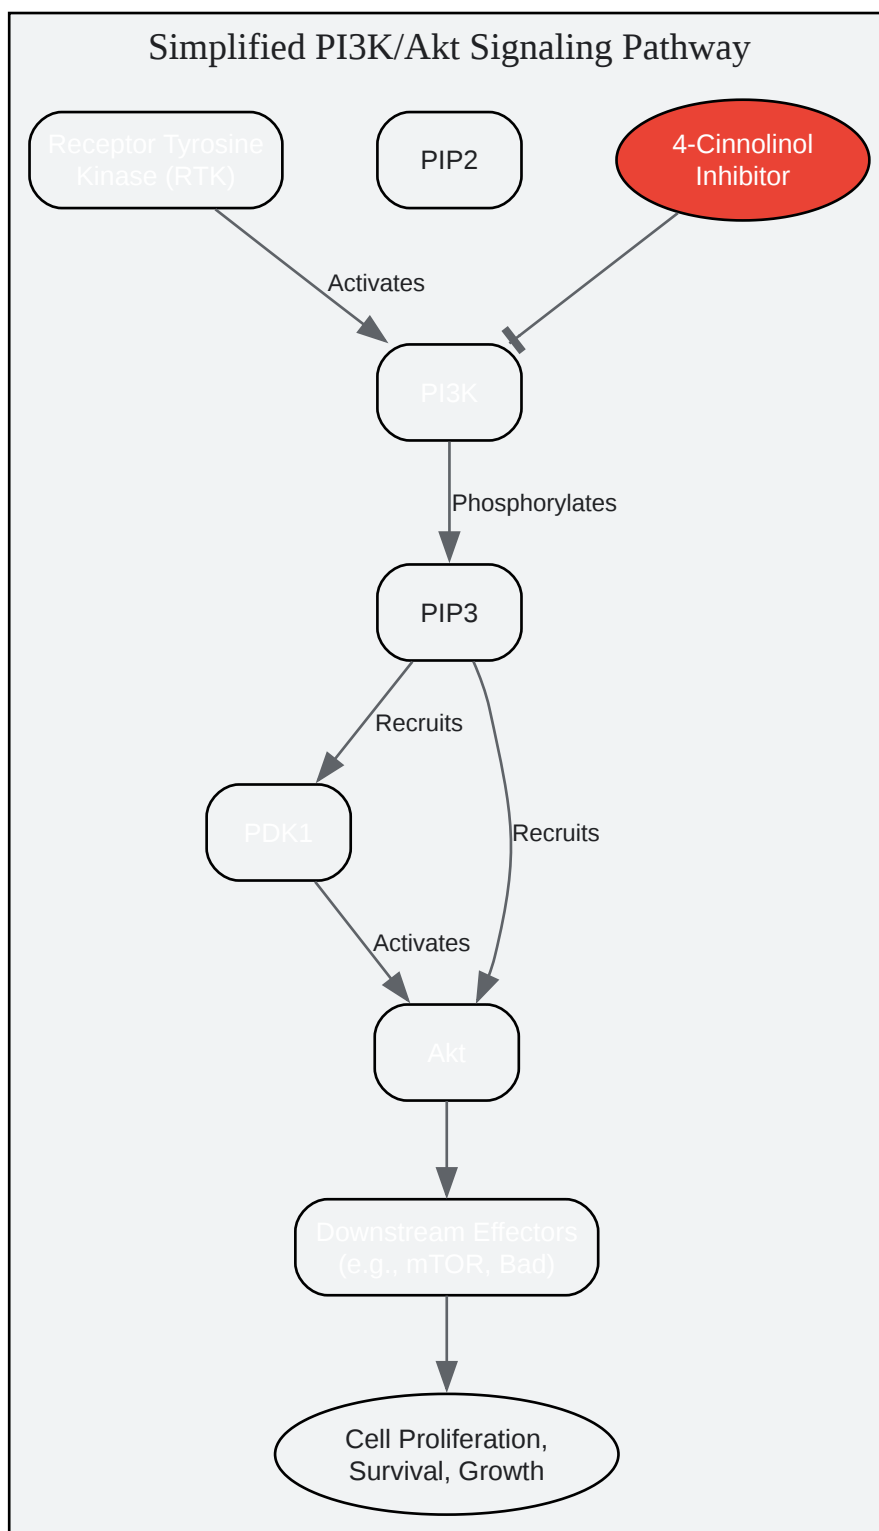 Simplified PI3K/Akt Signaling Pathway
Receptor Tyrosine
Kinase (RTK)
PIP2
4-Cinnolinol
Inhibitor
Activates
PI3K
Phosphorylates
PIP3
Recruits
PDK1
Recruits
Activates
Akt
Downstream Effectors
(e.g., mTOR, Bad)
Cell Proliferation,
Survival, Growth